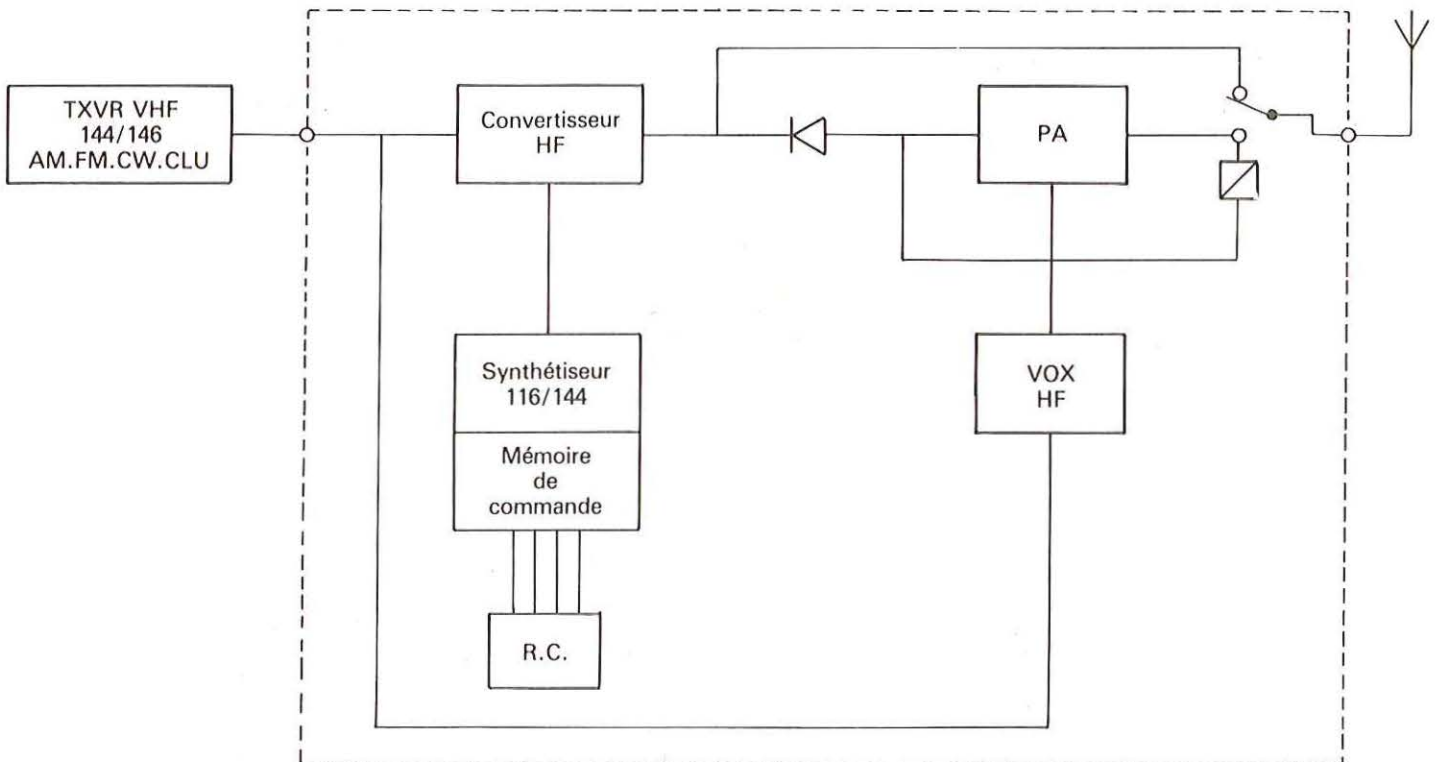 TXVR VHF
144/146
AM.FM.CW.CLU
Convertisseur
HF
PA
Synthétiseur
116/144
VOX
HF
Mémoire
de
commande
R.C.